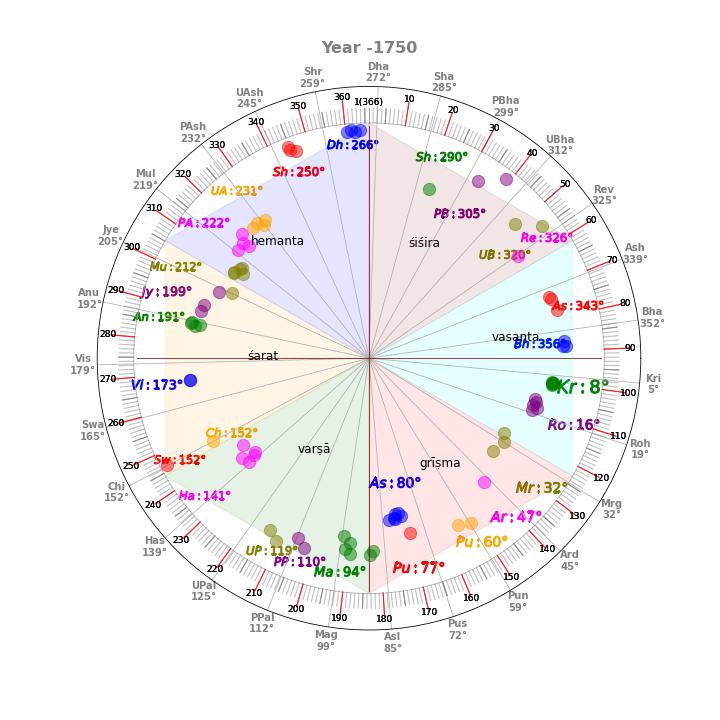 Year -1750
Dha
272°
Sha
285°
PBha
299°
UBha
312°
Rev
325°
Ash
339°
Bha
352°
Kri
5°
Roh
19°
Mrg
32°
Ard
45°
Pun
59°
Pus
72°
Asl
85°
Mag
99°
PPal
112°
UPal
125°
Has
139°
Chi
152°
Swa
165°
Vis
179°
Anu
192°
Jye
205°
Mul
219°
PAsh
232°
UAsh
245°
Shr
259°
1(366)
10
20
30
40
50
60
70
80
90
100
110
120
130
140
150
160
170
180
190
200
210
220
230
240
250
260
270
280
290
300
310
320
330
340
350
360
Dh:266°
Sh:290°
PB:305°
UB:320°
Re:326°
As:343°
Bh:356°
Kr:8°
Ro:16°
Mr:32°
Ar:47°
Pu:60°
Pu:77°
As:80°
Ma:94°
PP:110°
UP:119°
Ha:141°
Sw:152°
Ch:152°
Vi:173°
An:191°
Jy:199°
Mu:212°
PA:222°
UA:231°
Sh:250°
hemanta
śiśira
vasanta
grīṣma
varṣā
śarat